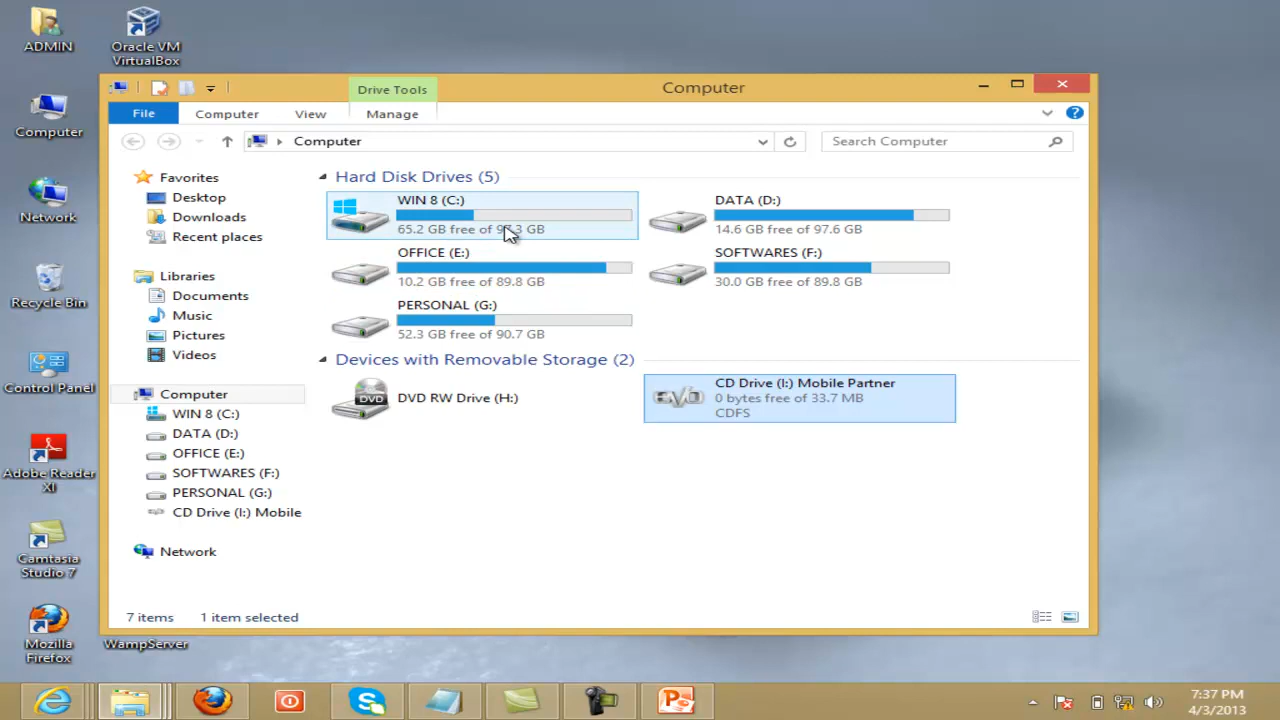 ADMIN
Oracle VM
VirtualBox
Computer
Network
Recycle Bin
Control Panel
Adobe Reader
XI
Camtasia
Studio 7
Mozilla
Firefox
WampServer
Drive Tools
Computer
File
Computer
View
Manage
Computer
Search Computer
Favorites
Desktop
Downloads
Recent places
Libraries
Documents
Music
Pictures
Videos
Computer
WIN 8 (C:)
DATA (D:)
OFFICE (E:)
SOFTWARES (F:)
PERSONAL (G:)
CD Drive (I:) Mobile
Network
Hard Disk Drives (5)
WIN 8 (C:)
65.2 GB free of GB
DATA (D:)
14.6 GB free of 97.6 GB
OFFICE (E:)
10.2 GB free of 89.8 GB
SOFTWARES (F:)
30.0 GB free of 89.8 GB
PERSONAL (G:)
52.3 GB free of 90.7 GB
Devices with Removable Storage (2)
DVD
DVD RW Drive (H:)
CD Drive (I:) Mobile Partner
0 bytes free of 33.7 MB
CDFS
7 items 1 item selected
7:37 PM
4/3/2013